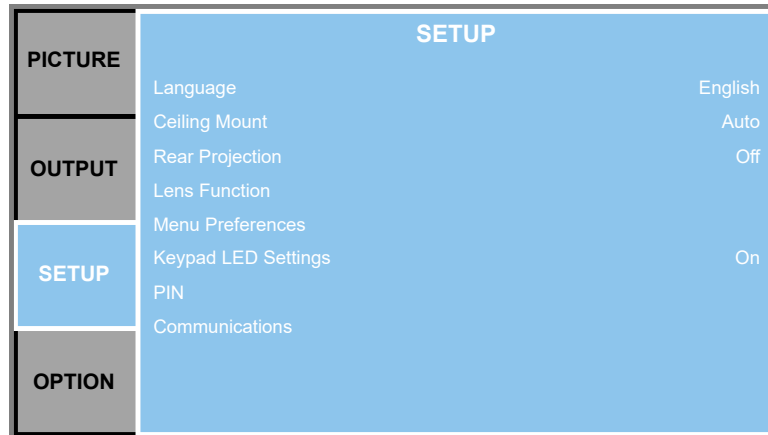 PICTURE
OUTPUT
SETUP
OPTION
SETUP
Language English
Ceiling Mount Auto
Rear Projection Off
Lens Function
Menu Preferences
Keypad LED Settings On
PIN
Communications